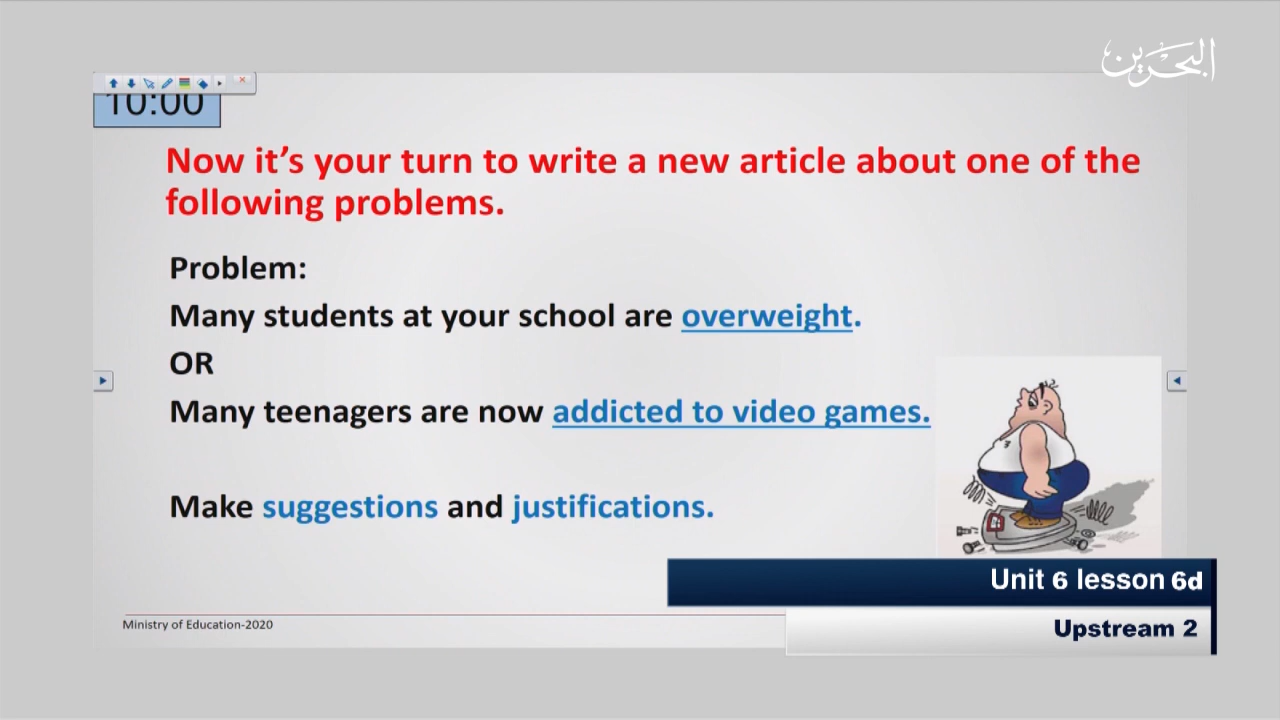 البحرين
10:00
Now it's your turn to write a new article about one of the
following problems.
Problem:
Many students at your school are overweight.
OR
Many teenagers are now addicted to video games.
Make suggestions and justifications.
Unit 6 lesson 6d
Ministry of Education-2020
Upstream 2